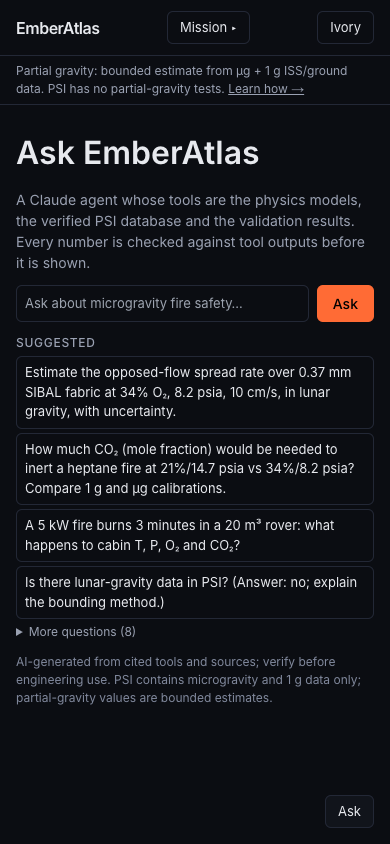 EmberAtlas
Mission ▸
Ivory
Partial gravity: bounded estimate from μg + 1 g ISS/ground
data. PSI has no partial-gravity tests. Learn how →
Ask EmberAtlas
A Claude agent whose tools are the physics models,
the verified PSI database and the validation results.
Every number is checked against tool outputs before
it is shown.
Ask about microgravity fire safety...
Ask
SUGGESTED
Estimate the opposed-flow spread rate over 0.37 mm
SIBAL fabric at 34% O₂, 8.2 psia, 10 cm/s, in lunar
gravity, with uncertainty.
How much CO₂ (mole fraction) would be needed to
inert a heptane fire at 21%/14.7 psia vs 34%/8.2 psia?
Compare 1 g and μg calibrations.
A 5 kW fire burns 3 minutes in a 20 m³ rover: what
happens to cabin T, P, O₂ and CO₂?
Is there lunar-gravity data in PSI? (Answer: no; explain
the bounding method.)
▶ More questions (8)
AI-generated from cited tools and sources; verify before
engineering use. PSI contains microgravity and 1 g data only;
partial-gravity values are bounded estimates.
Ask